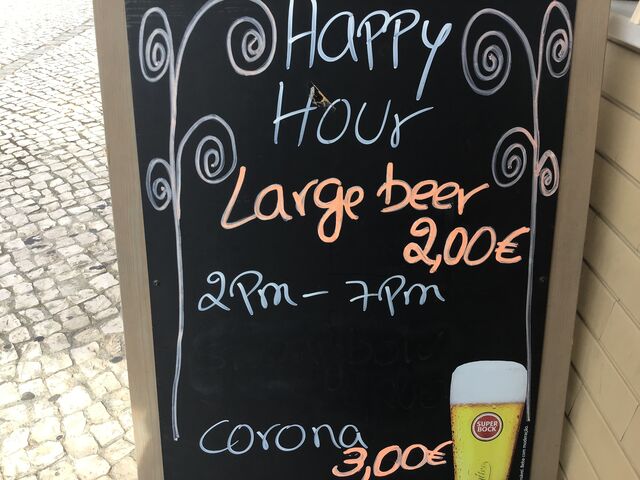 Happy
Hour
Large beer
2,00€
2Pm - 7Pm
corona
3,00€
SUPER
BOCK